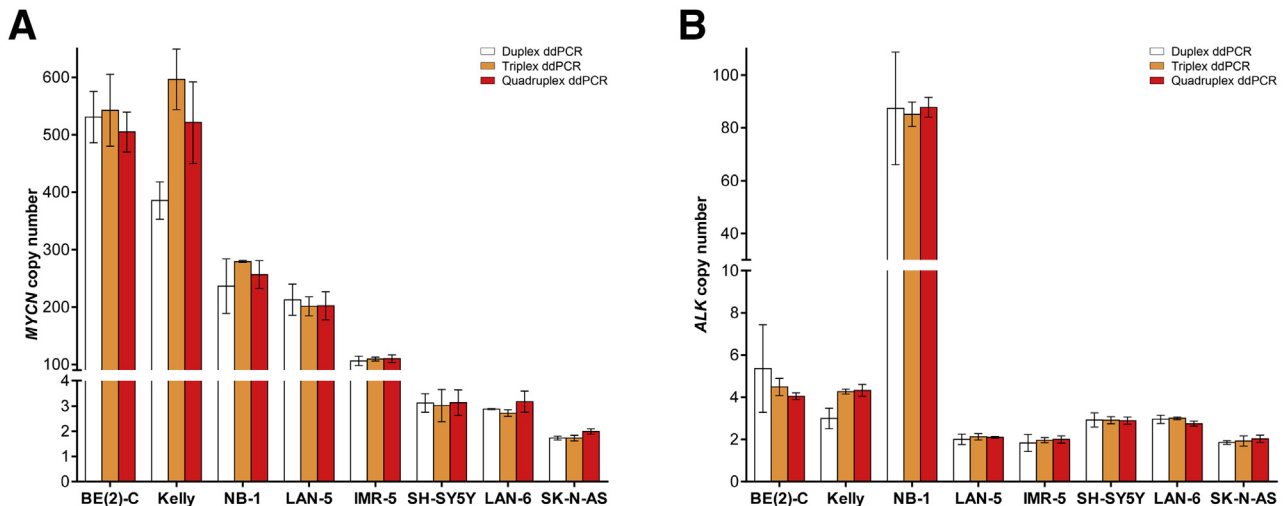 A
Duplex ddPCR
Triplex ddPCR
Quadruplex ddPCR
MYCN copy number
600
500
400
300
200
100
4
3
2
1
0
BE(2)-C Kelly NB-1 LAN-5 IMR-5 SH-SY5Y LAN-6 SK-N-AS
B
Duplex ddPCR
Triplex ddPCR
Quadruplex ddPCR
ALK copy number
100
80
60
40
10
8
6
4
2
0
BE(2)-C Kelly NB-1 LAN-5 IMR-5 SH-SY5Y LAN-6 SK-N-AS